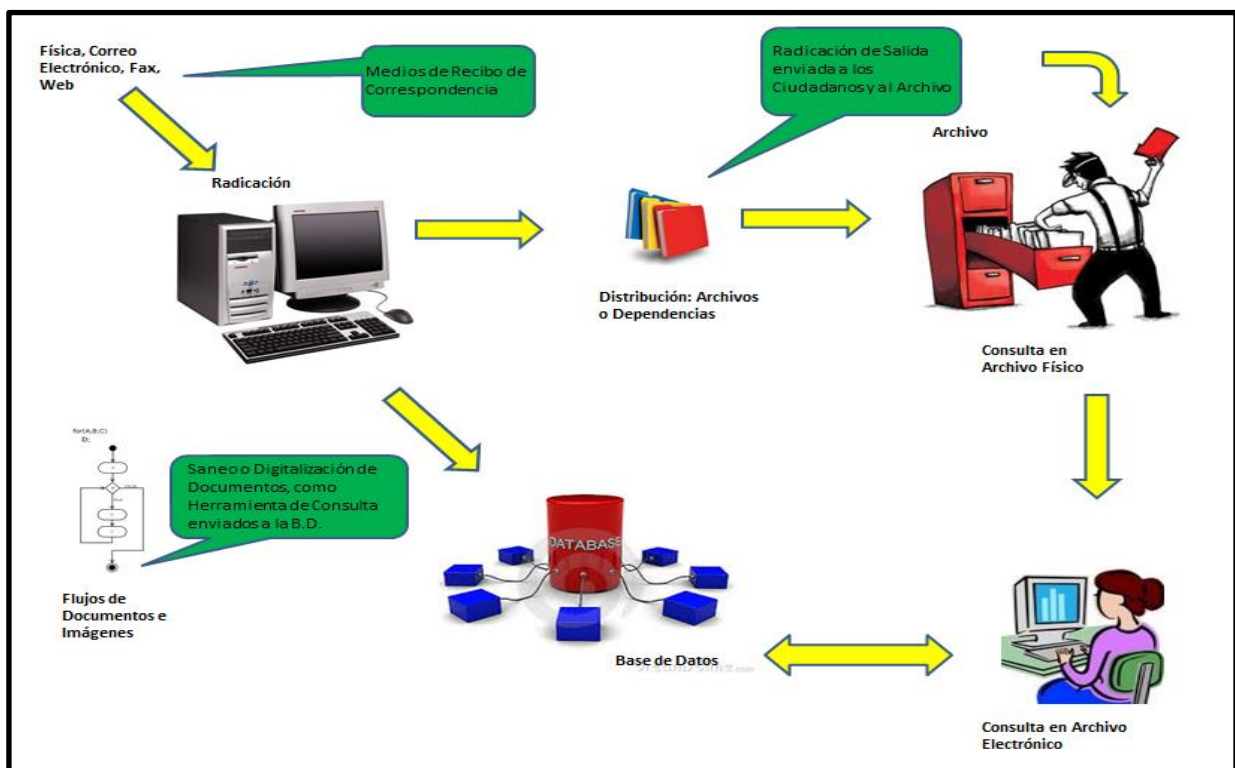 Física, Correo
Electrónico, Fax,
Web
Medios de Recibo de
Correspondencia
Radicación de Salida
enviada a los
Ciudadanos y al Archivo
Archivo
Radicación
Distribución: Archivos
o Dependencias
Consulta en
Archivo Físico
for(A;B;C)
D;
Saneo o Digitalización de
Documentos, como
Herramienta de Consulta
enviados a la B.D.
DATABASE
Flujos de
Documentos e
Imágenes
Base de Datos
Consulta en Archivo
Electrónico